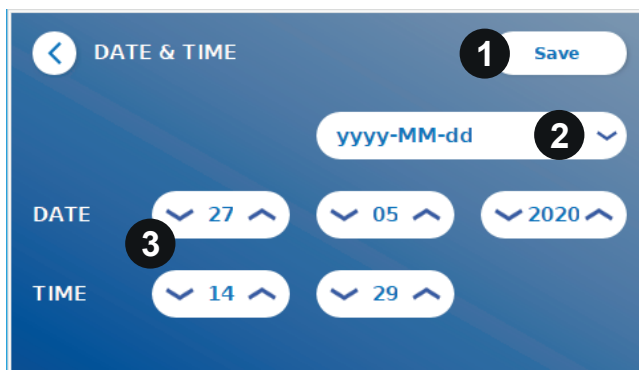 DATE & TIME 1 Save
yyyy-MM-dd 2
DATE 27 05 2020
3
TIME 14 29